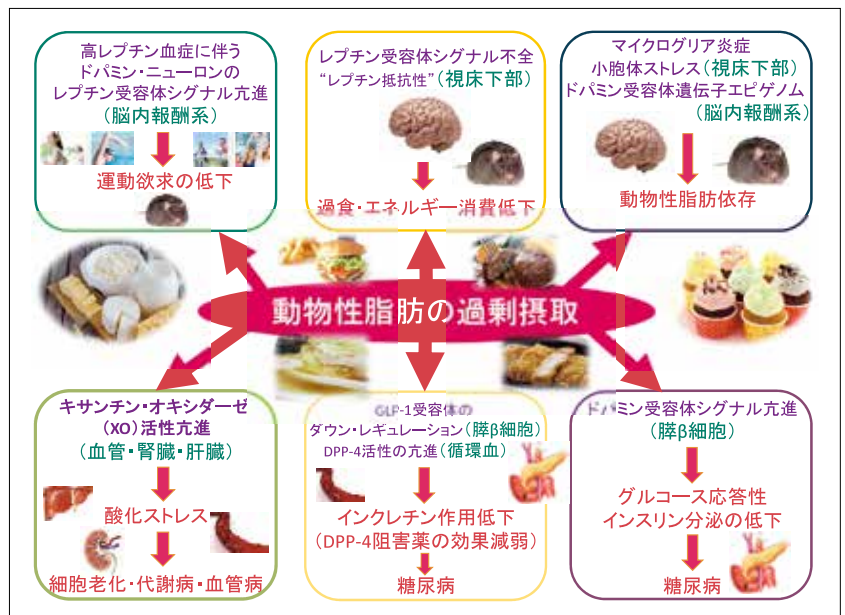 高レプチン血症に伴う
ドパミン・ニューロンの
レプチン受容体シグナル亢進
(脳内報酬系)
運動欲求の低下
レプチン受容体シグナル不全
“レプチン抵抗性”(視床下部)
過食・エネルギー消費低下
マイクログリア炎症
小胞体ストレス(視床下部)
ドパミン受容体遺伝子エピゲノム
(脳内報酬系)
動物性脂肪依存
動物性脂肪の過剰摂取
キサンチン・オキシダーゼ
(XO)活性亢進
(血管・腎臓・肝臓)
酸化ストレス
細胞老化・代謝病・血管病
GLP-1受容体の
ダウン・レギュレーション(膵β細胞)
DPP-4活性の亢進(循環血)
インクレチン作用低下
(DPP-4阻害薬の効果減弱)
糖尿病
ドパミン受容体シグナル亢進
(膵β細胞)
グルコース応答性
インスリン分泌の低下
糖尿病